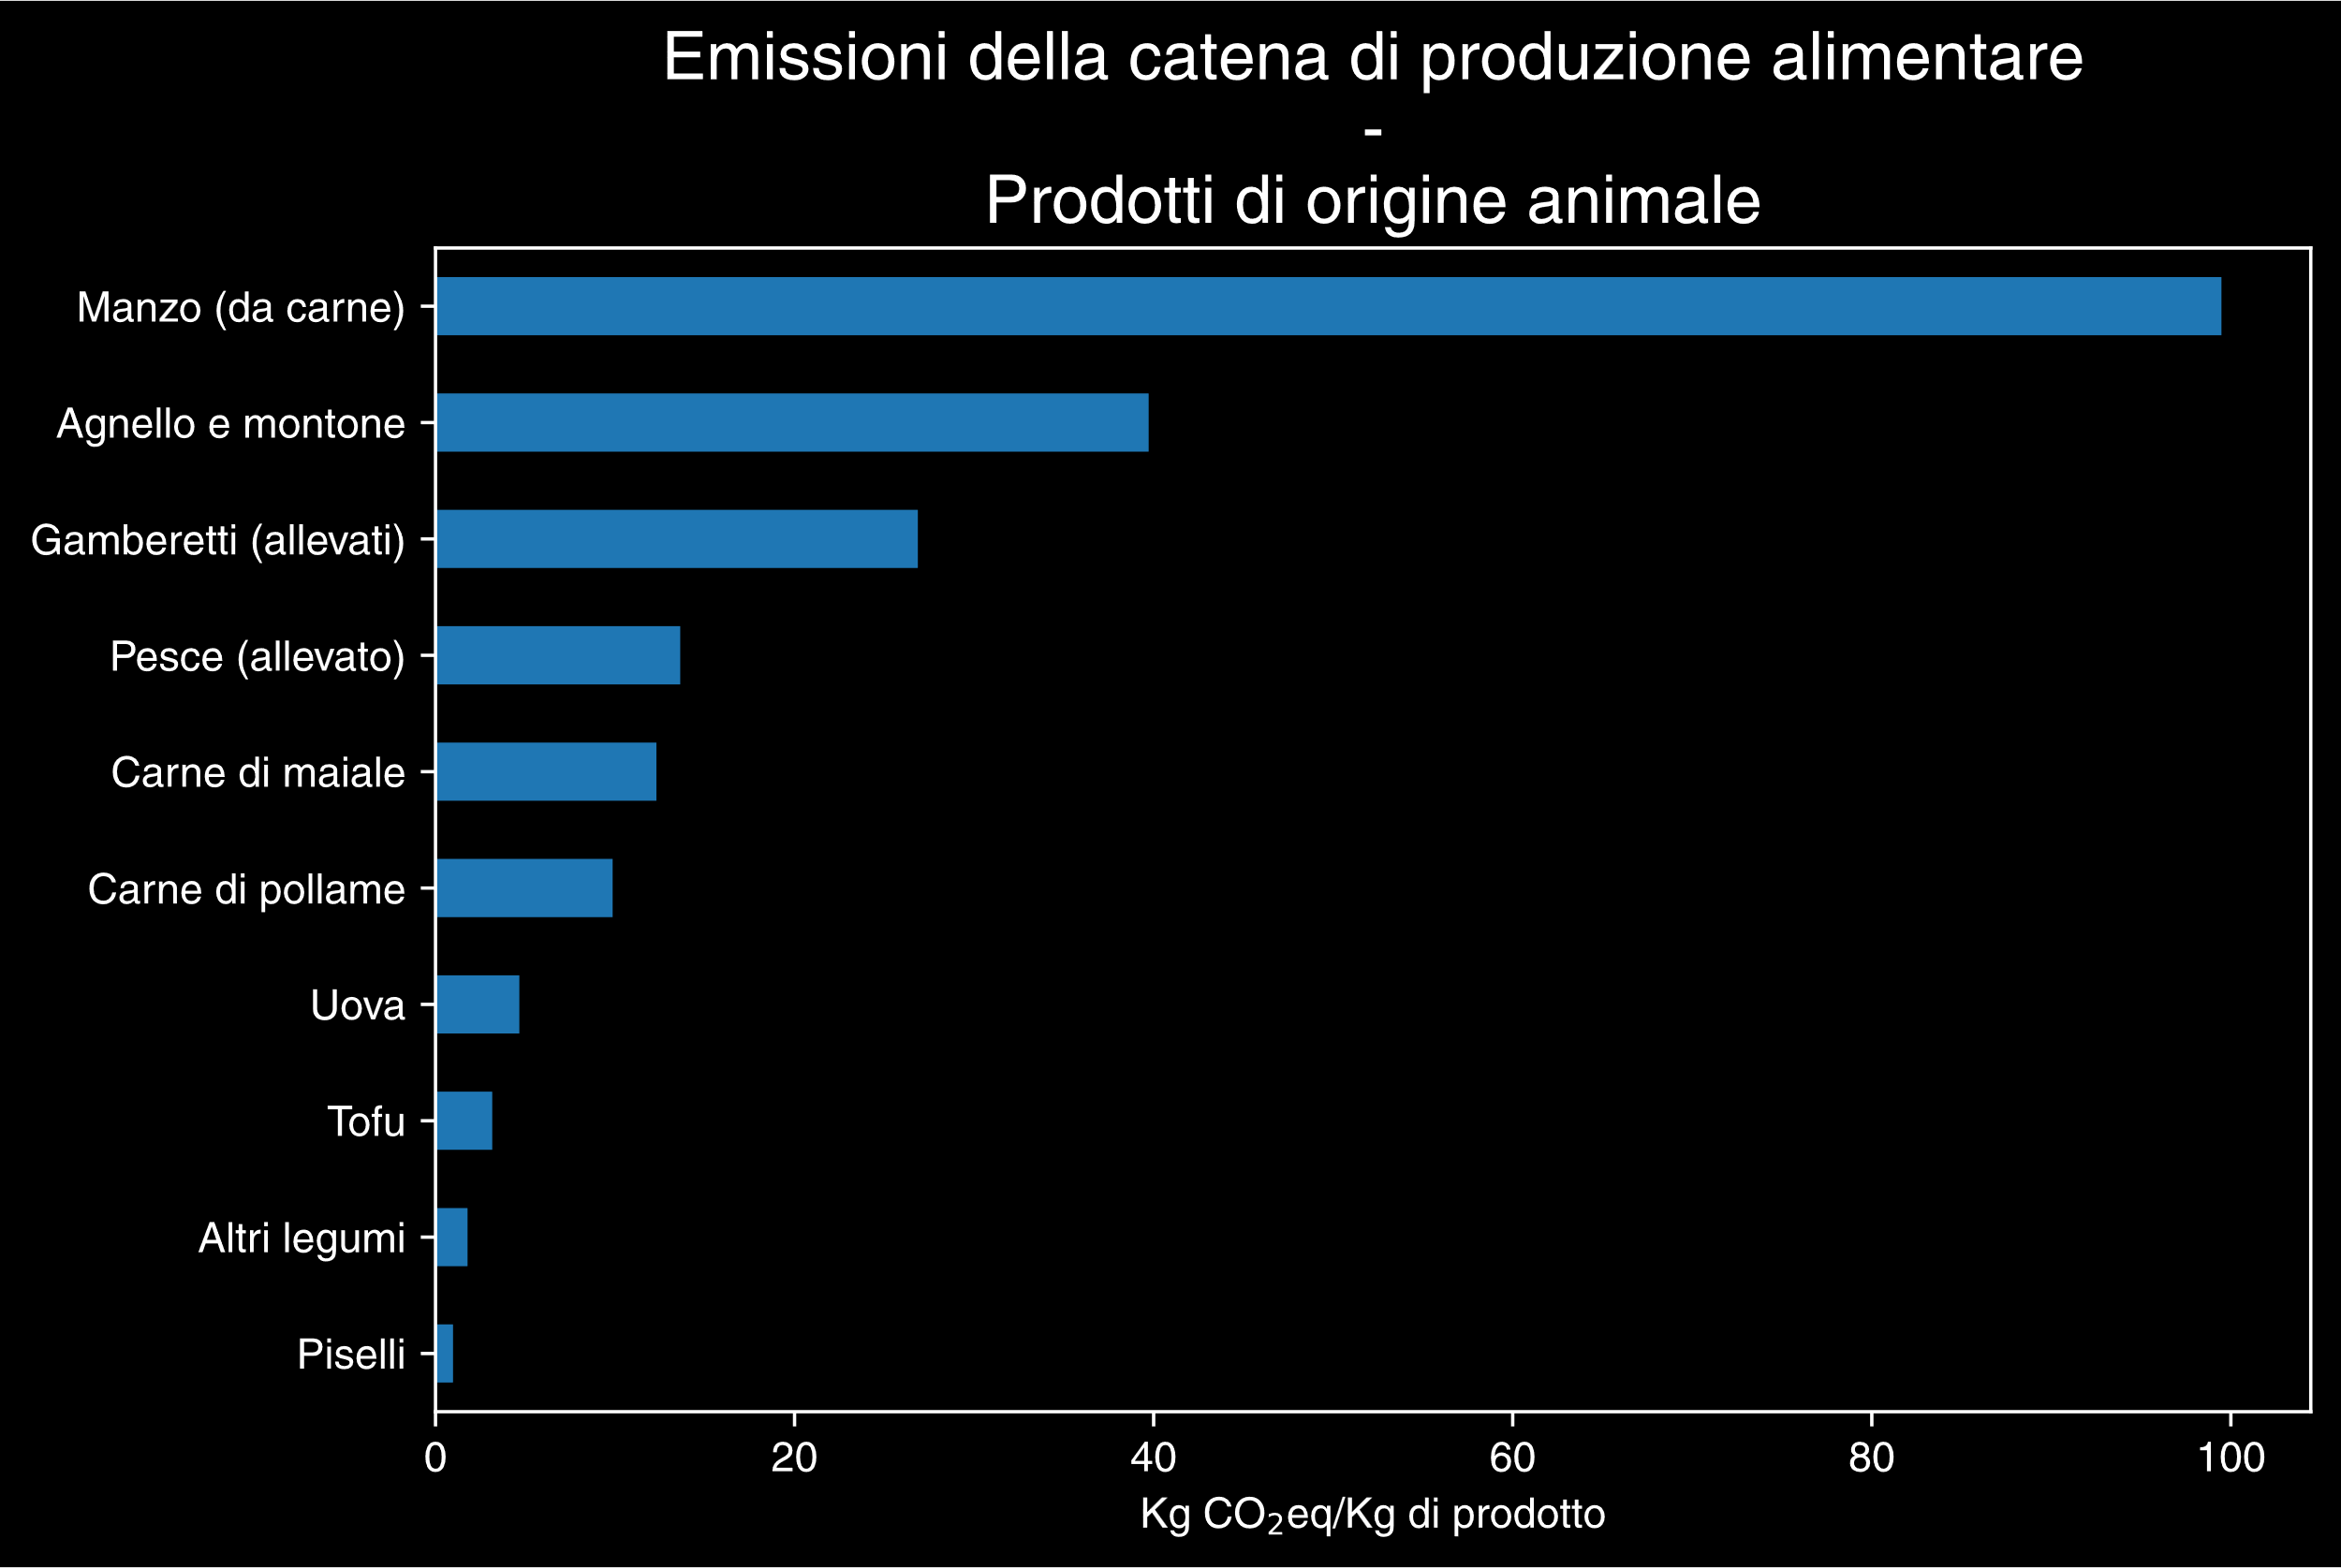 Emissioni della catena di produzione alimentare
-
Prodotti di origine animale
Manzo (da carne)
Agnello e montone
Gamberetti (allevati)
Pesce (allevato)
Carne di maiale
Carne di pollame
Uova
Tofu
Altri legumi
Piselli
0 20 40 60 80 100
Kg CO₂eq/Kg di prodotto